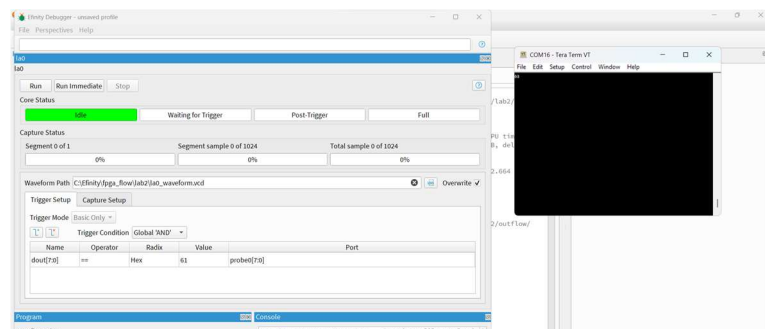 Efinity Debugger - unsaved profile
File Perspectives Help
la0
la0
Run Run Immediate Stop
Core Status
Idle Waiting for Trigger Post-Trigger Full
Capture Status
Segment 0 of 1 Segment sample 0 of 1024 Total sample 0 of 1024
0% 0% 0%
Waveform Path C:\Efinity\fpga_flow\lab2\la0_waveform.vcd Overwrite
Trigger Setup Capture Setup
Trigger Mode Basic Only
Trigger Condition Global 'AND'
Name Operator Radix Value Port
dout[7:0] == Hex 61 probe0[7:0]
Program Console
COM16 - Tera Term VT
File Edit Setup Control Window Help
/lab2/
PU tim
B, del
2.664
2/outflow/